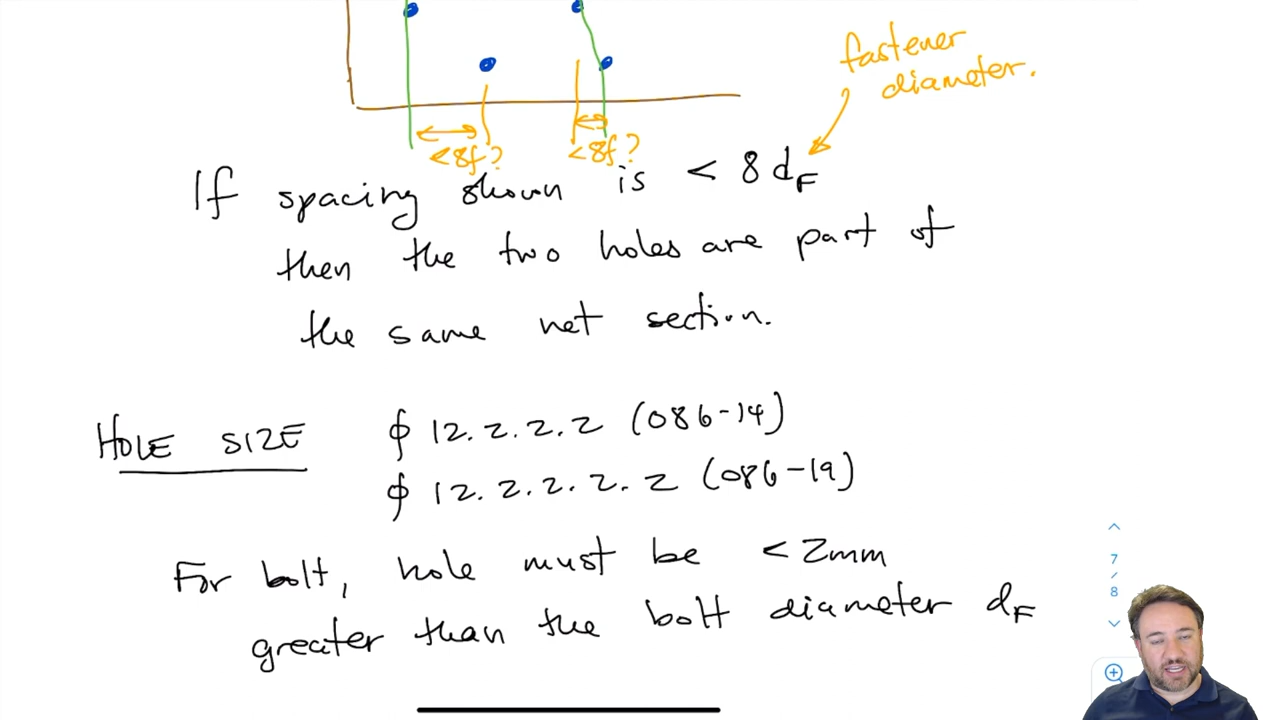 fastener
diameter.
<8f? <8f?
If spacing shown is < 8 dF
then the two holes are part of
the same net section.
HOLE SIZE ∮ 12.2.2.2 (086-14)
∮ 12.2.2.2.2 (086-19)
For bolt, hole must be < 2mm
greater than the bolt diameter dF
7
/
8